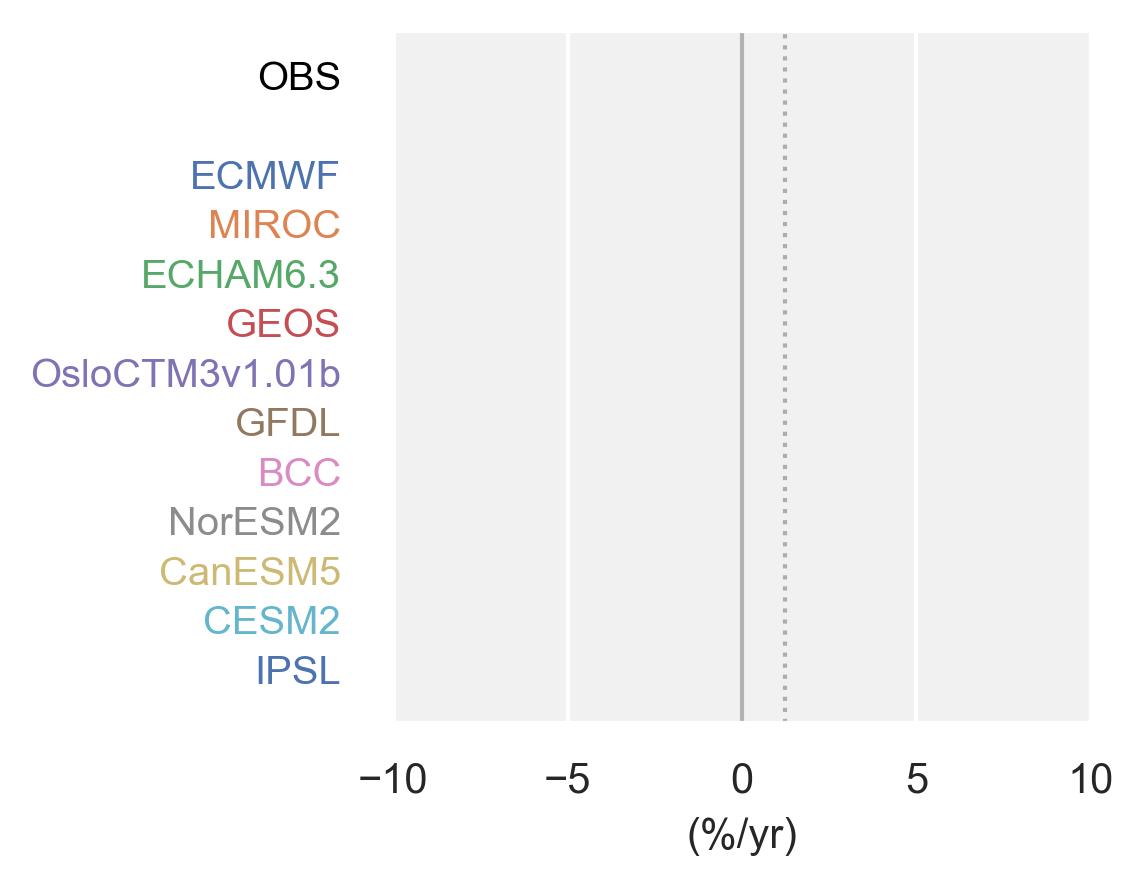 OBS
ECMWF
MIROC
ECHAM6.3
GEOS
OsloCTM3v1.01b
GFDL
BCC
NorESM2
CanESM5
CESM2
IPSL
−10 −5 0 5 10
(%/yr)